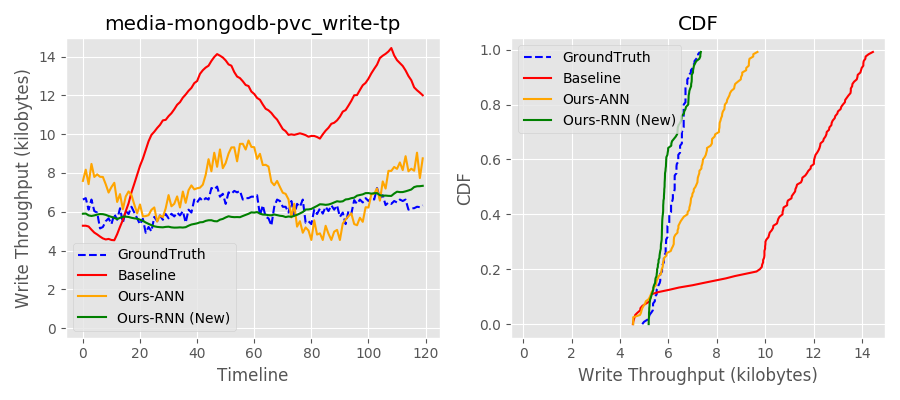 media-mongodb-pvc_write-tp
Write Throughput (kilobytes)
14
12
10
8
6
4
2
0
GroundTruth
Baseline
Ours-ANN
Ours-RNN (New)
0 20 40 60 80 100 120
Timeline
CDF
CDF
1.0
0.8
0.6
0.4
0.2
0.0
GroundTruth
Baseline
Ours-ANN
Ours-RNN (New)
0 2 4 6 8 10 12 14
Write Throughput (kilobytes)